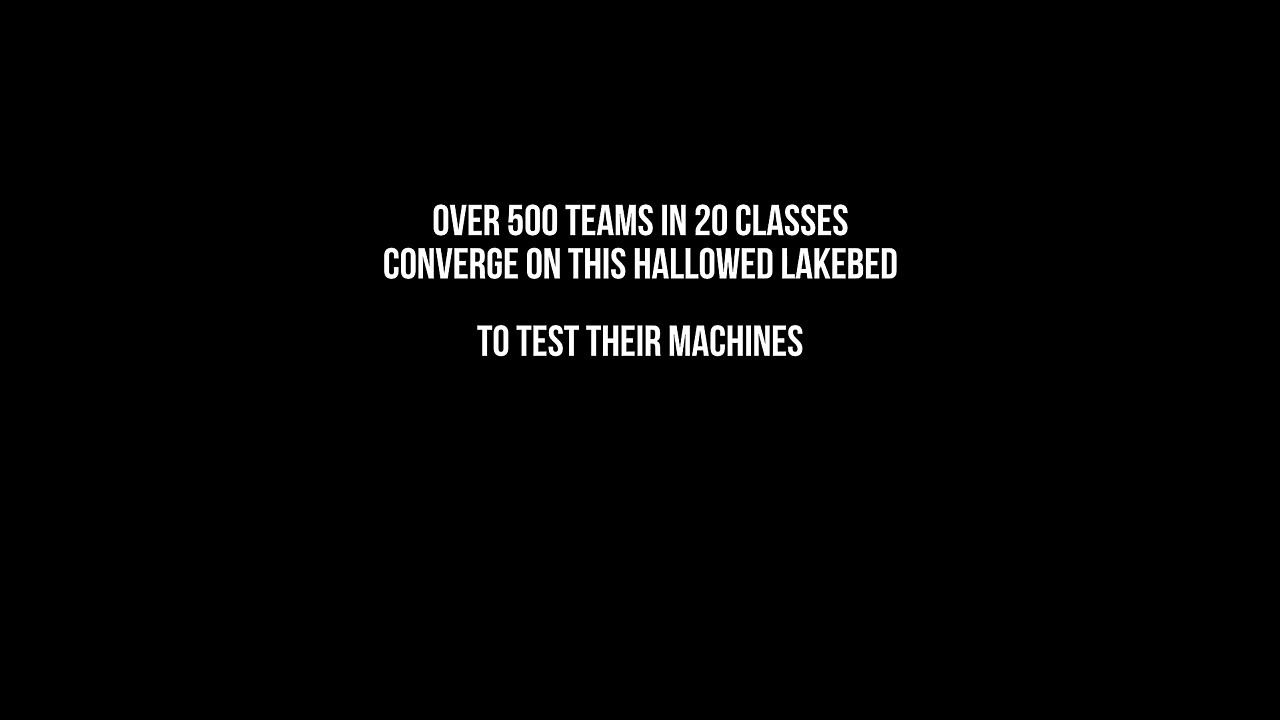 OVER 500 TEAMS IN 20 CLASSES
CONVERGE ON THIS HALLOWED LAKEBED
TO TEST THEIR MACHINES